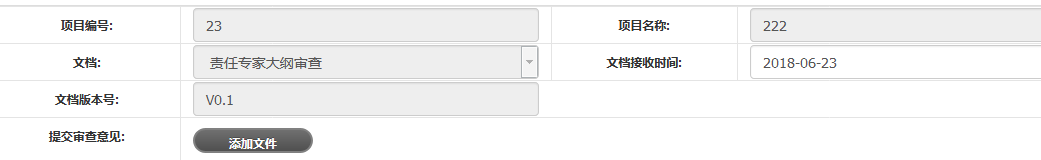 项目编号: 23 项目名称: 222
文档: 责任专家大纲审查 文档接收时间: 2018-06-23
文档版本号: V0.1
提交审查意见: 添加文件